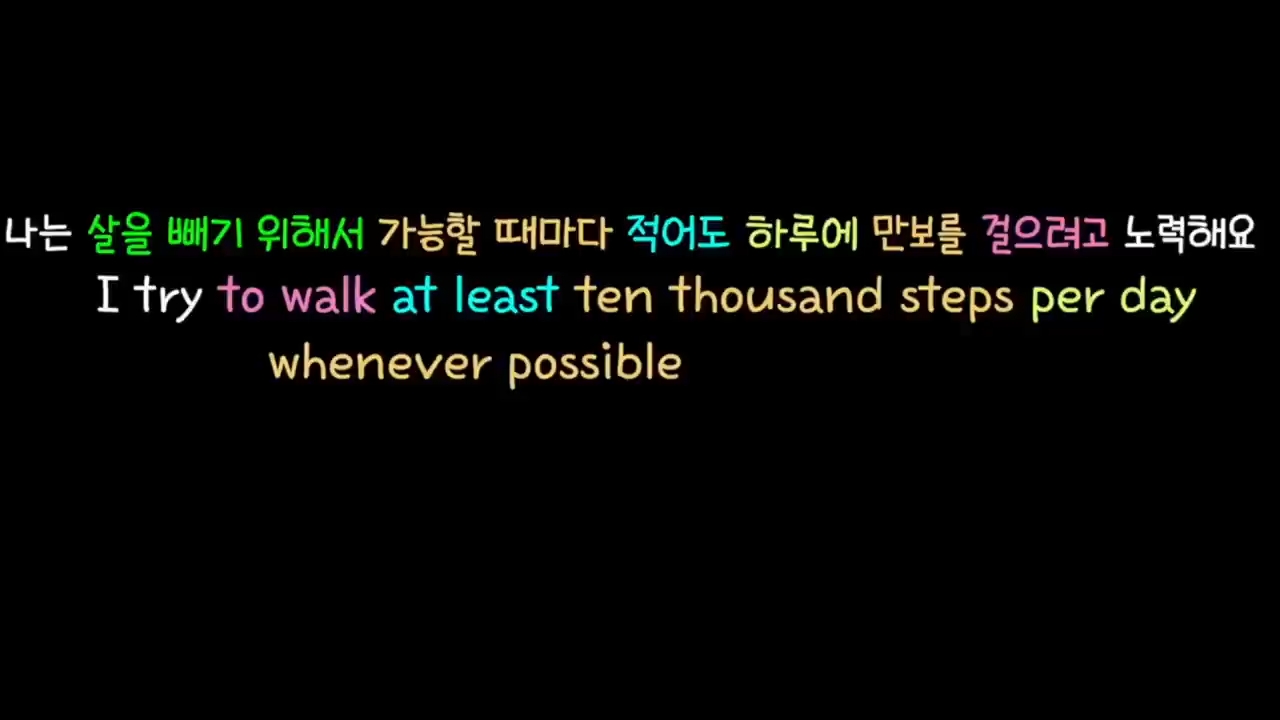 나는 살을 빼기 위해서 가능할 때마다 적어도 하루에 만보를 걸으려고 노력해요
I try to walk at least ten thousand steps per day
whenever possible